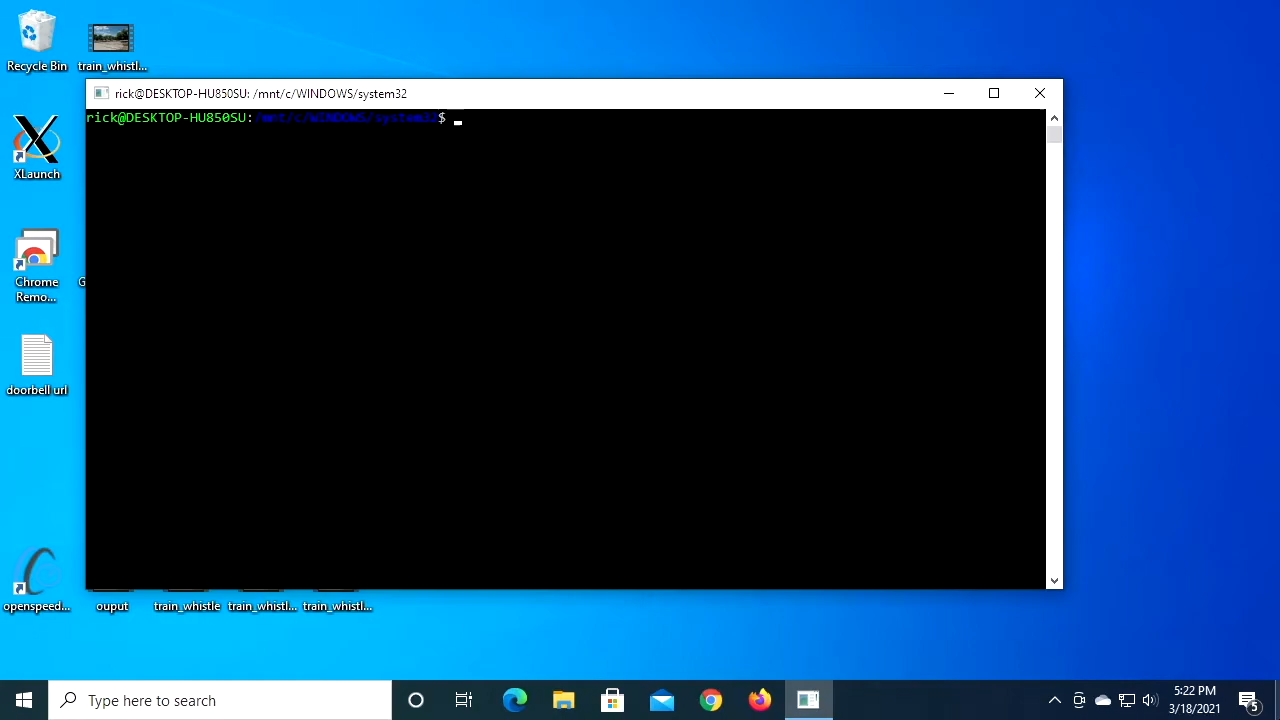 Recycle Bin
train_whistl...
rick@DESKTOP-HU850SU: /mnt/c/WINDOWS/system32
rick@DESKTOP-HU850SU:/mnt/c/WINDOWS/system32$
XLaunch
Chrome
Remo...
G
doorbell url
openspeed...
ouput
train_whistle
train_whistl...
train_whistl...
Type here to search
5:22 PM
3/18/2021
5